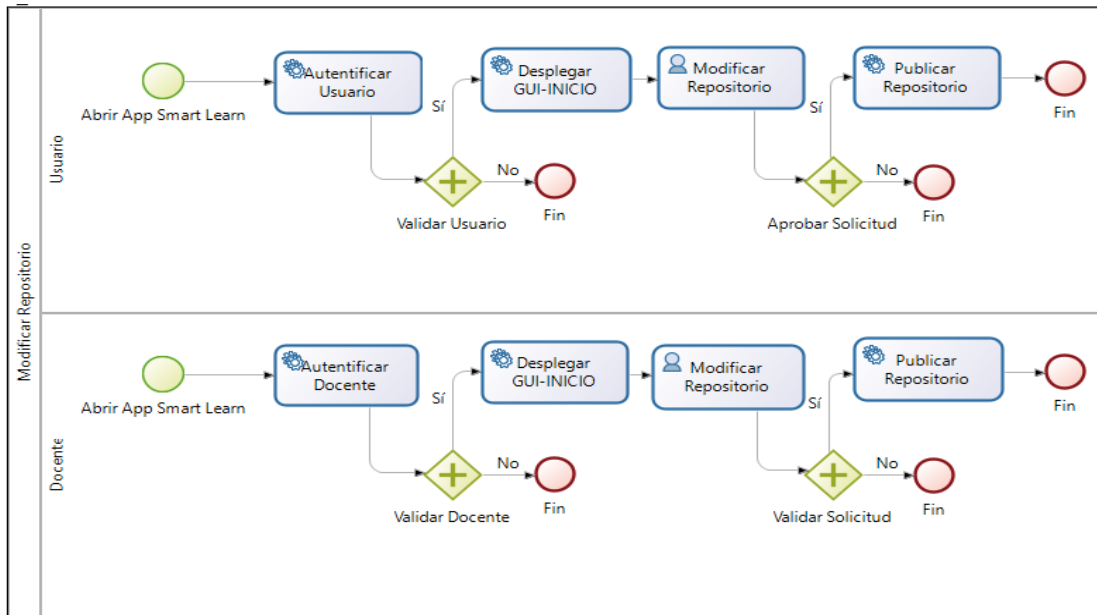 Modificar Repositorio
Usuario
Abrir App Smart Learn
Autentificar
Usuario
Validar Usuario
Sí
No
Fin
Desplegar
GUI-INICIO
Modificar
Repositorio
Aprobar Solicitud
Sí
No
Fin
Publicar
Repositorio
Fin
Docente
Abrir App Smart Learn
Autentificar
Docente
Validar Docente
Sí
No
Fin
Desplegar
GUI-INICIO
Modificar
Repositorio
Validar Solicitud
Sí
No
Fin
Publicar
Repositorio
Fin